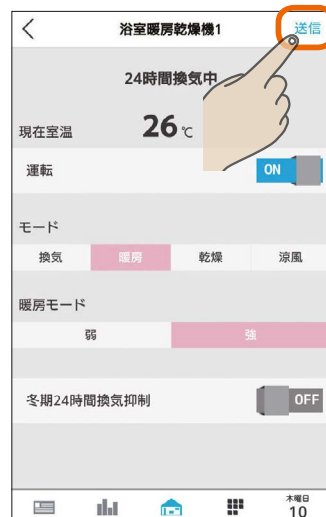 浴室暖房乾燥機1 送信
24時間換気中
現在室温 26℃
運転 ON
モード
換気 暖房 乾燥 涼風
暖房モード
弱 強
冬期24時間換気抑制 OFF
木曜日
10